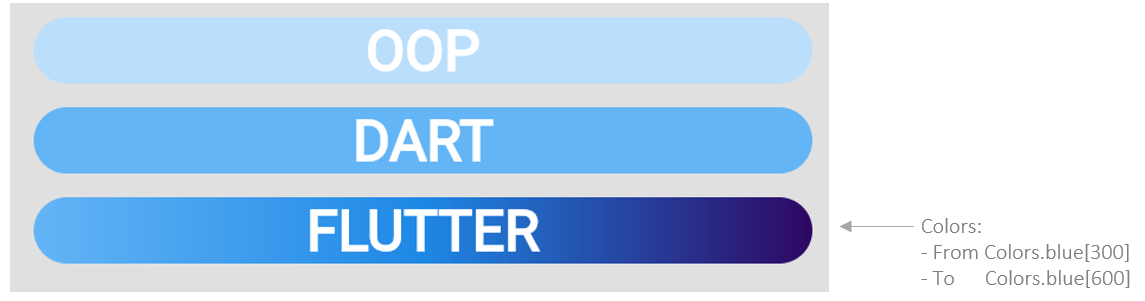 OOP
DART
FLUTTER
Colors:
- From Colors.blue[300]
- To Colors.blue[600]